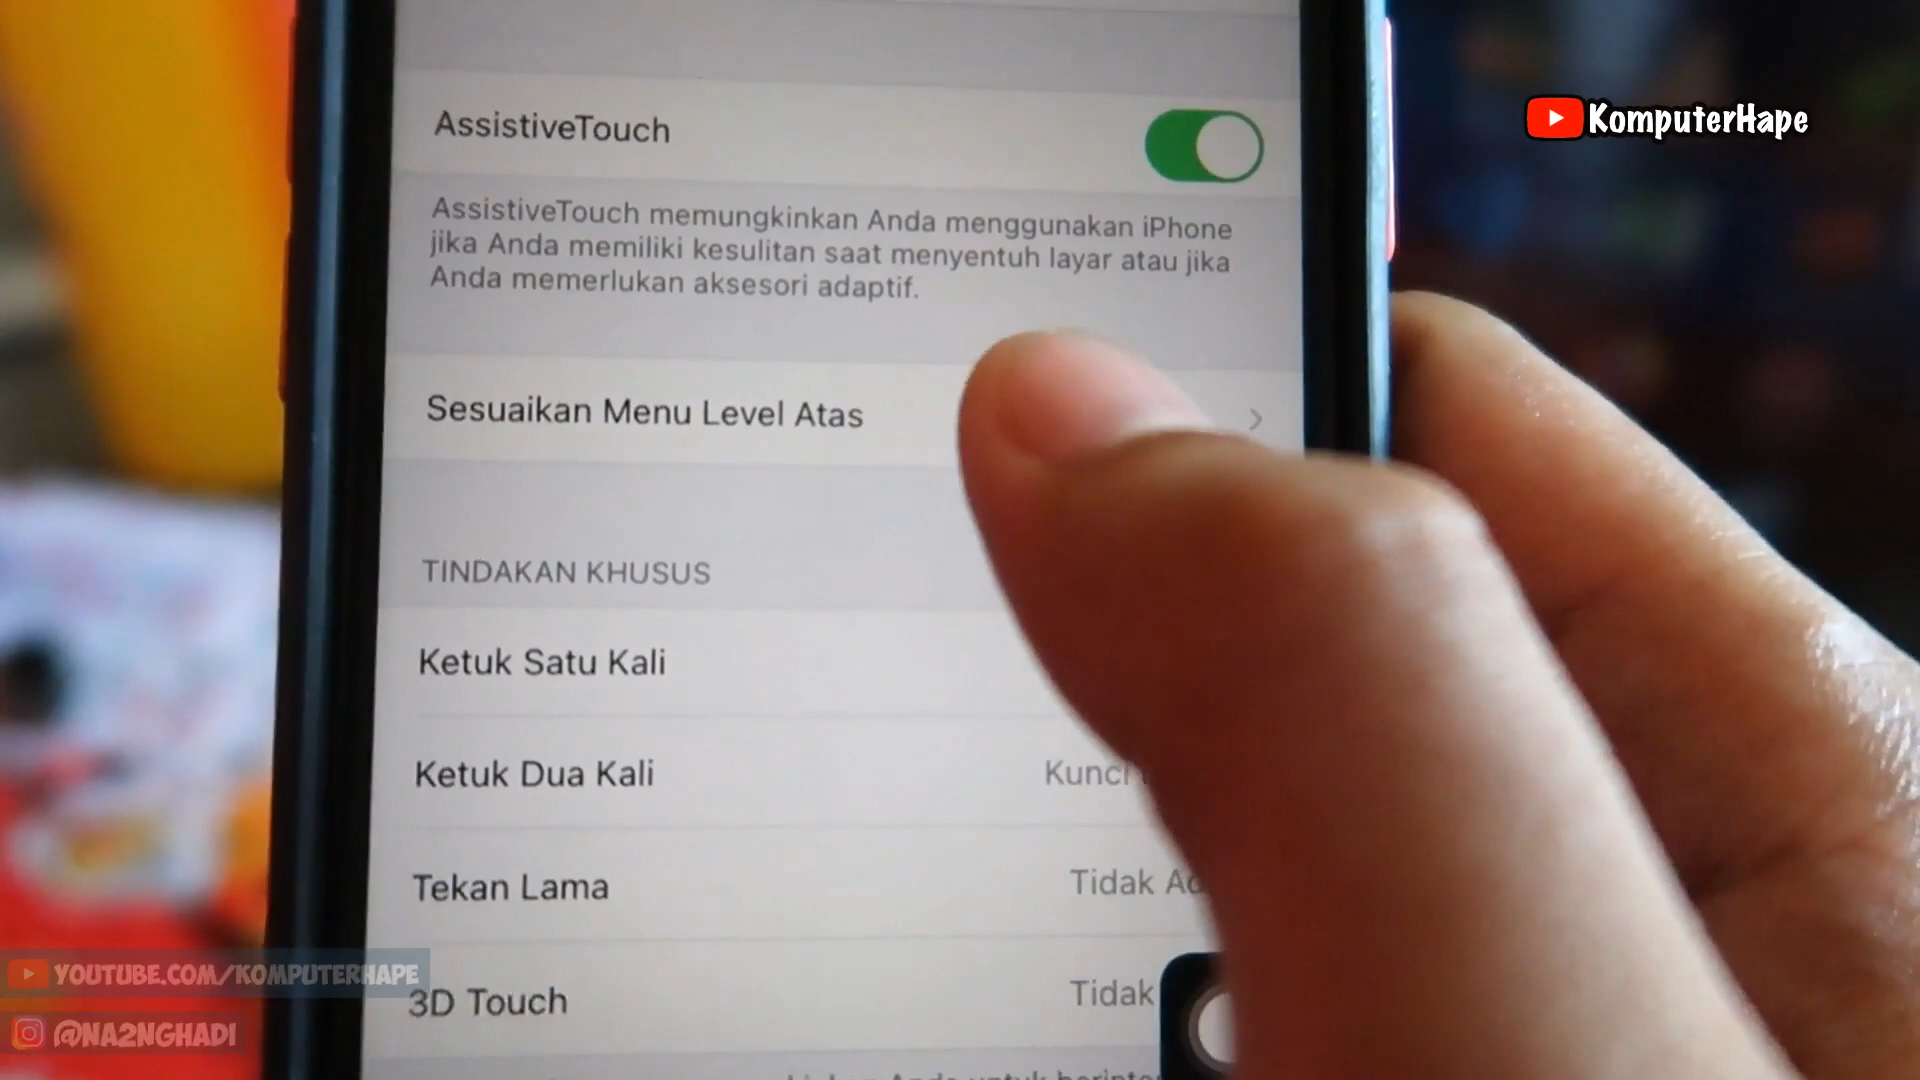 KomputerHape
AssistiveTouch
AssistiveTouch memungkinkan Anda menggunakan iPhone
jika Anda memiliki kesulitan saat menyentuh layar atau jika
Anda memerlukan aksesori adaptif.
Sesuaikan Menu Level Atas
TINDAKAN KHUSUS
Ketuk Satu Kali
Ketuk Dua Kali
Tekan Lama Tidak
3D Touch Tidak
YOUTUBE.COM/KOMPUTERHAPE
@NA2NGHADI